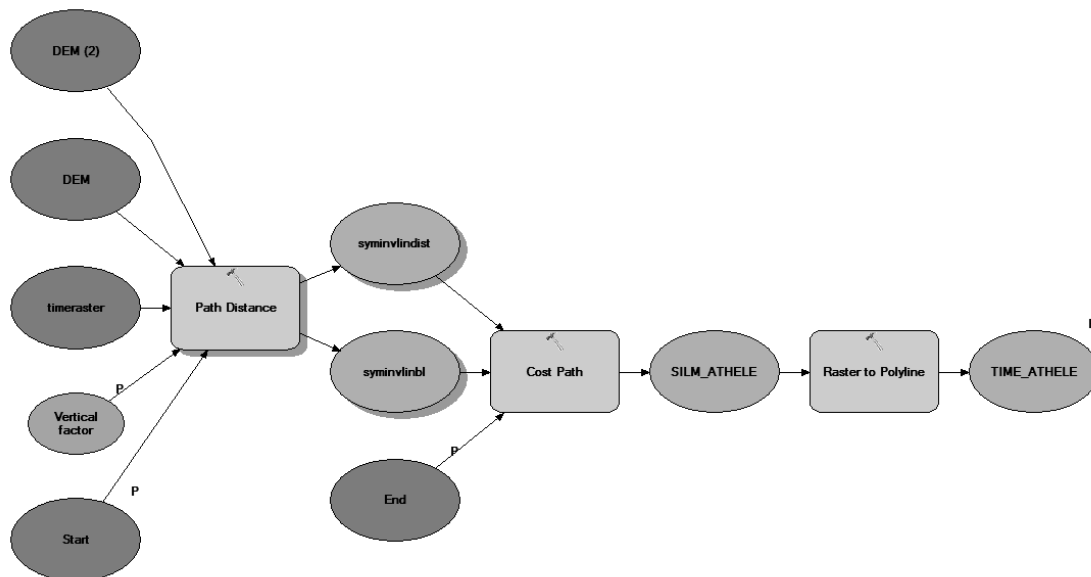 DEM (2)
DEM
timeraster
Path Distance
P
Vertical
factor
P
Start
syminvlindist
syminvlinbl
Cost Path
P
End
SILM_ATHELE
Raster to Polyline
TIME_ATHELE